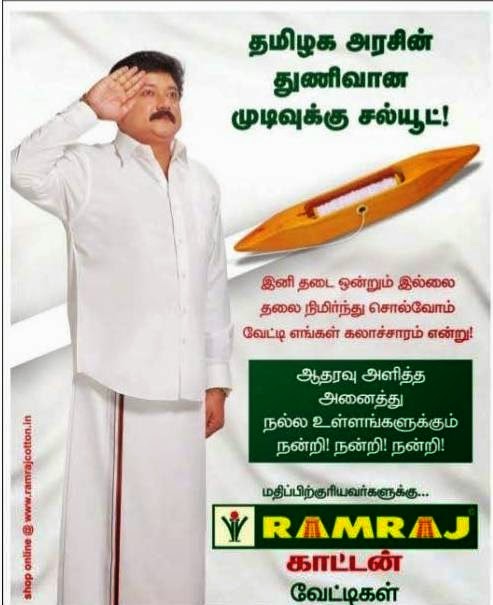 தமிழக அரசின்
துணிவான
முடிவுக்கு சல்யூட்!
இனி தடை ஒன்றும் இல்லை
தலை நிமிர்ந்து சொல்வோம்
வேட்டி எங்கள் கலாச்சாரம் என்று!
ஆதரவு அளித்த
அனைத்து
நல்ல உள்ளங்களுக்கும்
நன்றி! நன்றி! நன்றி!
மதிப்பிற்குரியவர்களுக்கு...
RAMRAJ
காட்டன்
வேட்டிகள்
shop online @ www.ramrajcotton.in